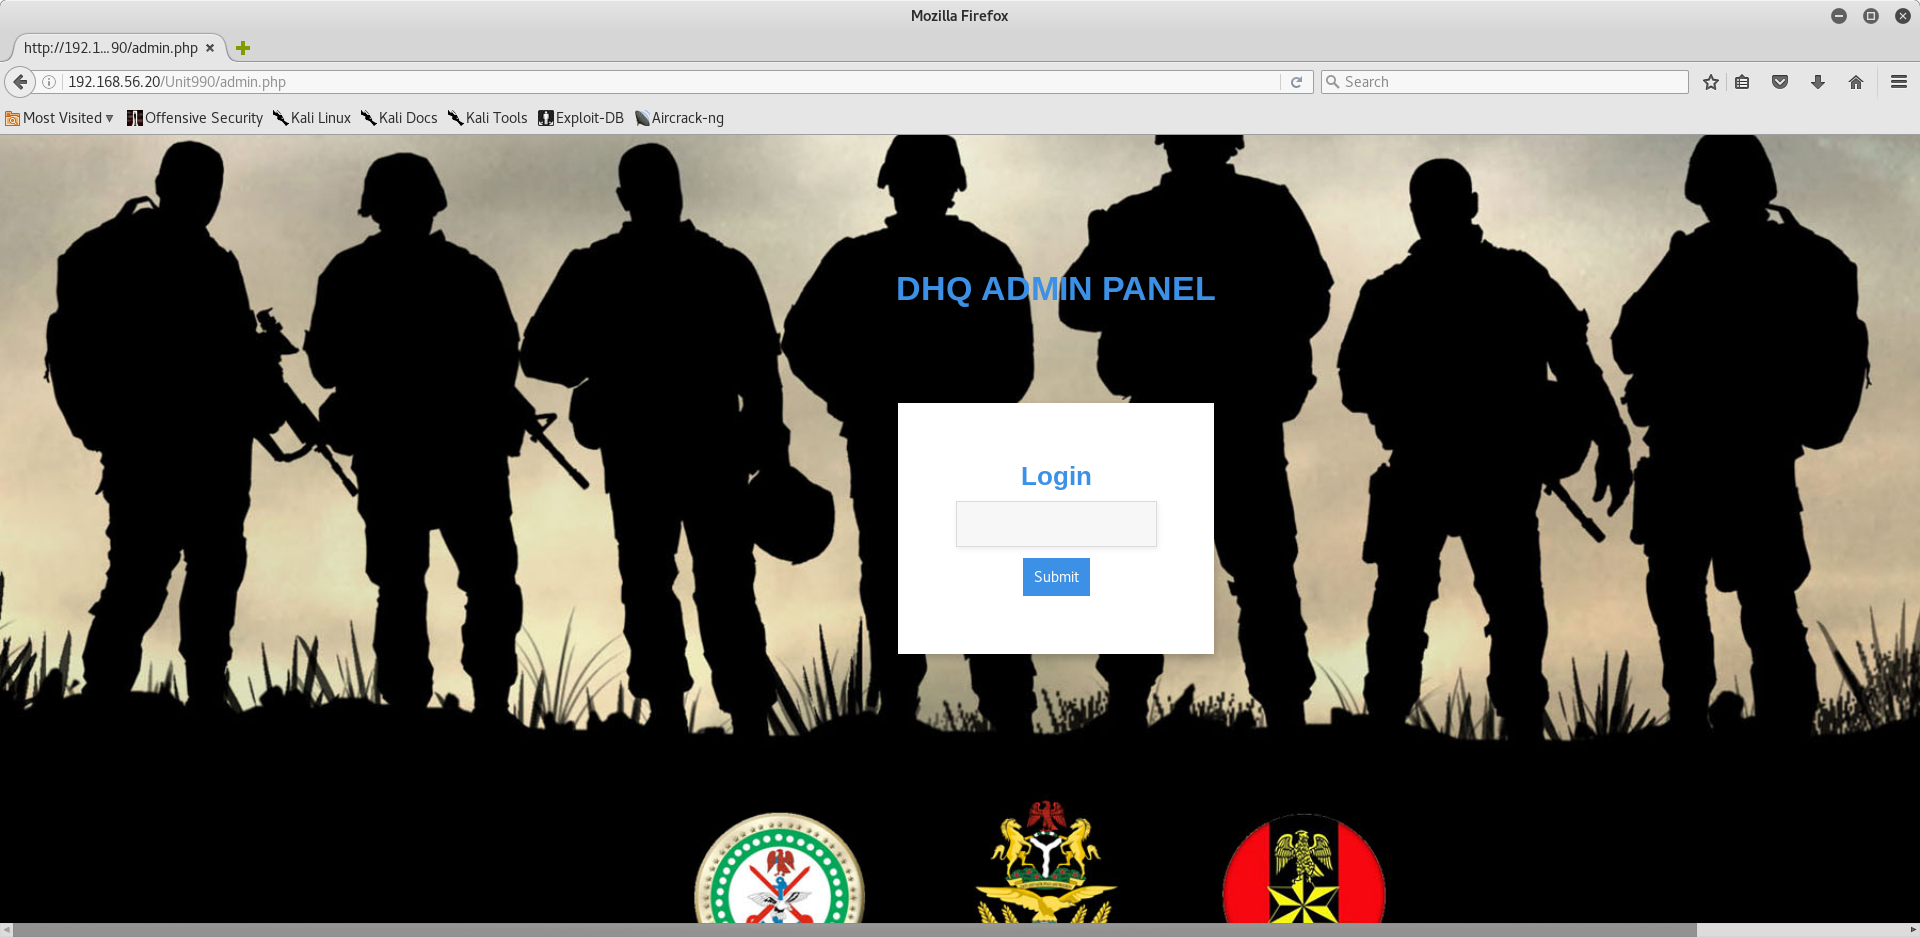 Mozilla Firefox
http://192.1...90/admin.php
192.168.56.20/Unit990/admin.php
Search
Most Visited
Offensive Security
Kali Linux
Kali Docs
Kali Tools
Exploit-DB
Aircrack-ng
DHQ ADMIN PANEL
Login
Submit